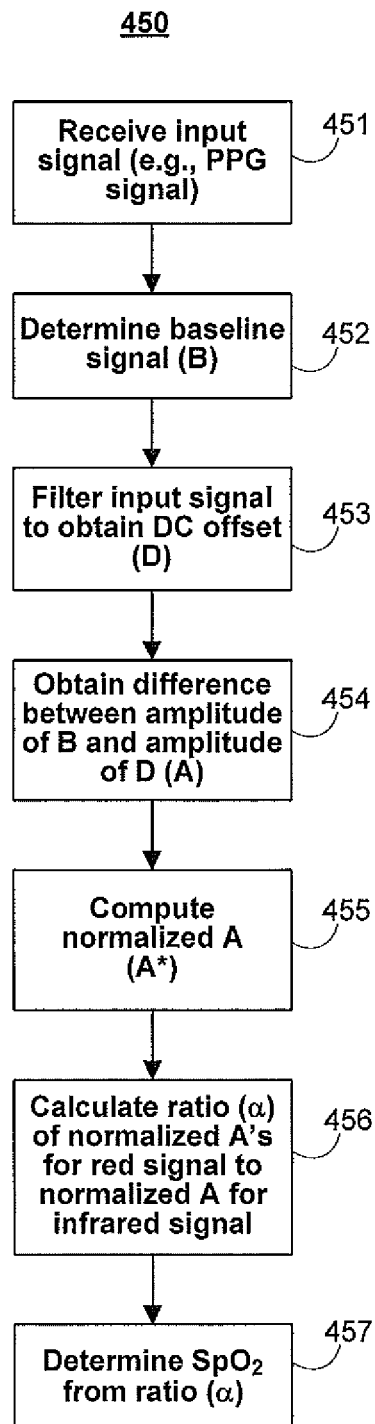 450
Receive input
signal (e.g., PPG
signal)
451
Determine baseline
signal (B)
452
Filter input signal
to obtain DC offset
(D)
453
Obtain difference
between amplitude
of B and amplitude
of D (A)
454
Compute
normalized A
(A*)
455
Calculate ratio (α)
of normalized A's
for red signal to
normalized A for
infrared signal
456
Determine SpO₂
from ratio (α)
457